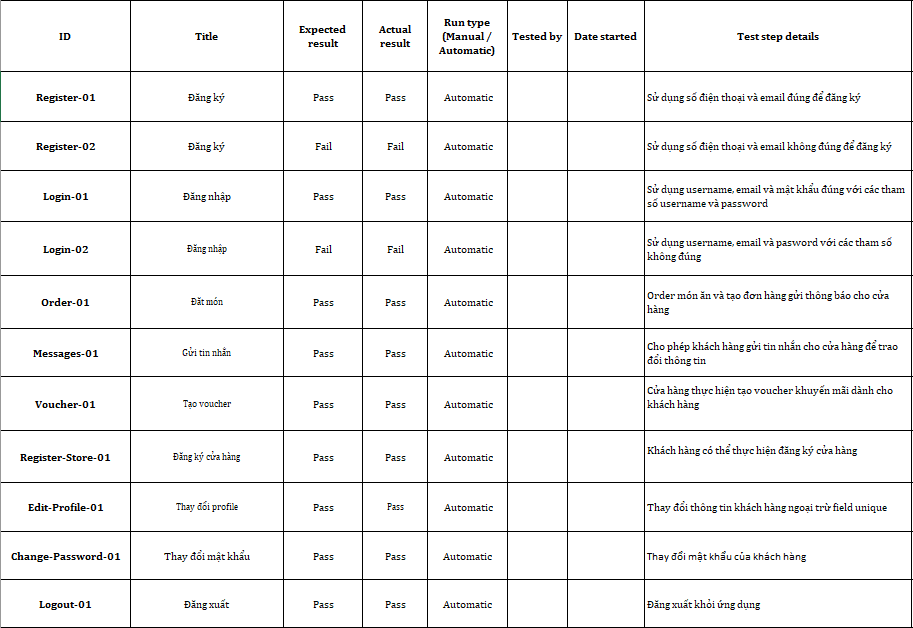 ID
Title
Expected
result
Actual
result
Run type
(Manual /
Automatic)
Tested by
Date started
Test step details
Register-01
Đăng ký
Pass
Pass
Automatic
Sử dụng số điện thoại và email đúng để đăng ký
Register-02
Đăng ký
Fail
Fail
Automatic
Sử dụng số điện thoại và email không đúng để đăng ký
Login-01
Đăng nhập
Pass
Pass
Automatic
Sử dụng username, email và mật khẩu đúng với các tham
số username và password
Login-02
Đăng nhập
Fail
Fail
Automatic
Sử dụng username, email và pasword với các tham số
không đúng
Order-01
Đăt món
Pass
Pass
Automatic
Order món ăn và tạo đơn hàng gửi thông báo cho cửa
hàng
Messages-01
Gửi tin nhắn
Pass
Pass
Automatic
Cho phép khách hàng gửi tin nhắn cho cửa hàng để trao
đổi thông tin
Voucher-01
Tạo voucher
Pass
Pass
Automatic
Cửa hàng thực hiện tạo voucher khuyến mãi dành cho
khách hàng
Register-Store-01
Đăng ký cửa hàng
Pass
Pass
Automatic
Khách hàng có thể thực hiện đăng ký cửa hàng
Edit-Profile-01
Thay đổi profile
Pass
Pass
Automatic
Thay đổi thông tin khách hàng ngoại trừ field unique
Change-Password-01
Thay đổi mật khẩu
Pass
Pass
Automatic
Thay đổi mật khẩu của khách hàng
Logout-01
Đăng xuất
Pass
Pass
Automatic
Đăng xuất khỏi ứng dụng